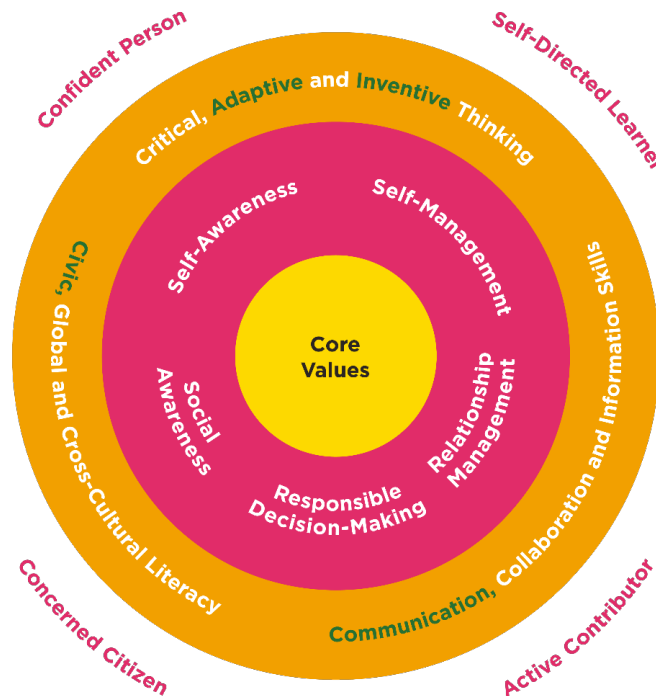 Confident Person
Self-Directed Learner
Critical, Adaptive and Inventive Thinking
Self-Awareness
Self-Management
Civic, Global and Cross-Cultural Literacy
Communication, Collaboration and Information Skills
Core
Values
Social
Awareness
Relationship
Management
Responsible
Decision-Making
Concerned Citizen
Active Contributor